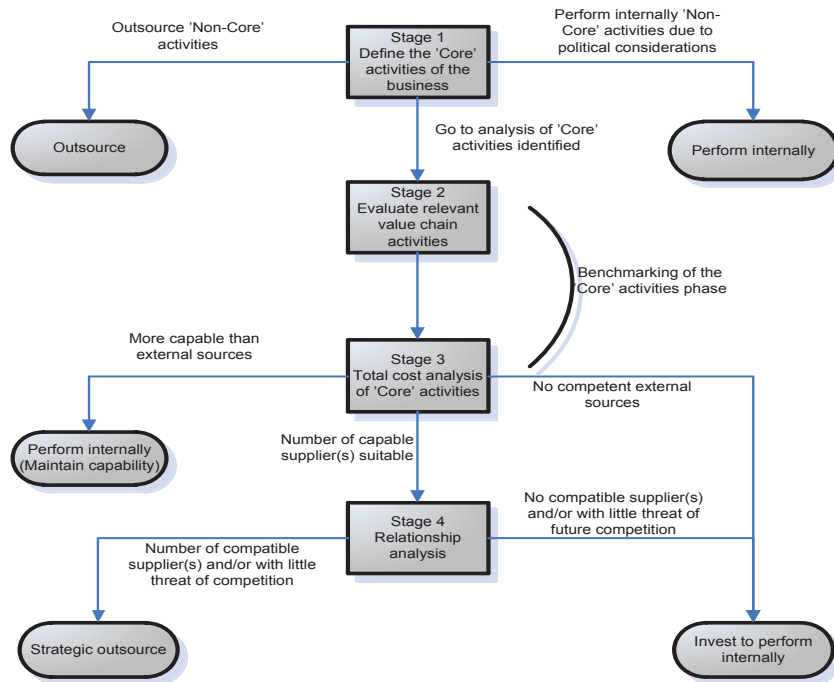 Outsource 'Non-Core'
activities
Stage 1
Define the 'Core'
activities of the
business
Perform internally 'Non-
Core' activities due to
political considerations
Outsource
Go to analysis of 'Core'
activities identified
Perform internally
Stage 2
Evaluate relevant
value chain
activities
Benchmarking of the
'Core' activities phase
More capable than
external sources
Stage 3
Total cost analysis
of 'Core' activities
No competent external
sources
Perform internally
(Maintain capability)
Number of capable
supplier(s) suitable
Stage 4
Relationship
analysis
No compatible supplier(s)
and/or with little threat of
future competition
Number of compatible
supplier(s) and/or with little
threat of competition
Strategic outsource
Invest to perform
internally